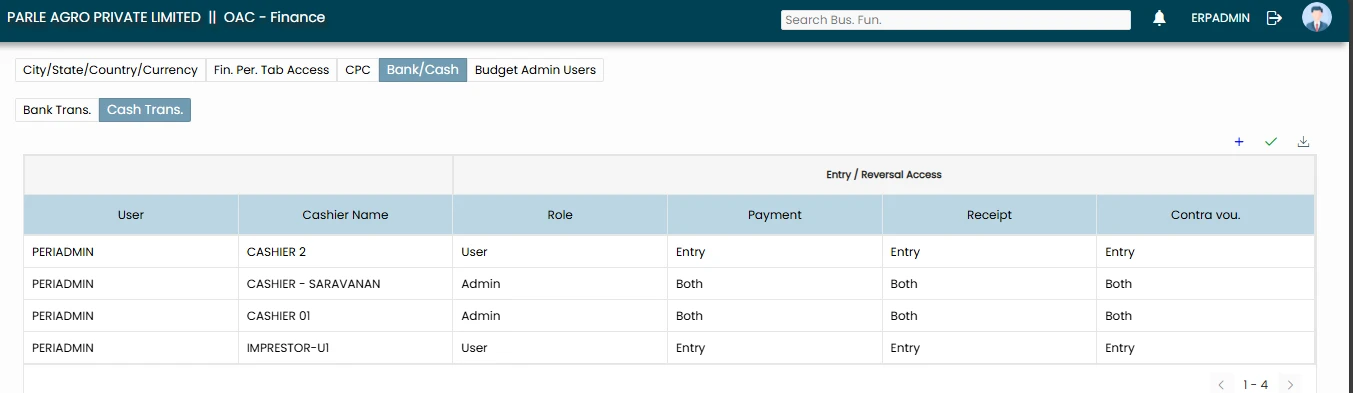 PARLE AGRO PRIVATE LIMITED || OAC - Finance
Search Bus. Fun.
ERPADMIN
City/State/Country/Currency Fin. Per. Tab Access CPC Bank/Cash Budget Admin Users
Bank Trans. Cash Trans.
Entry / Reversal Access
User Cashier Name Role Payment Receipt Contra vou.
PERIADMIN CASHIER 2 User Entry Entry Entry
PERIADMIN CASHIER - SARAVANAN Admin Both Both Both
PERIADMIN CASHIER 01 Admin Both Both Both
PERIADMIN IMPRESTOR-U1 User Entry Entry Entry
1 - 4